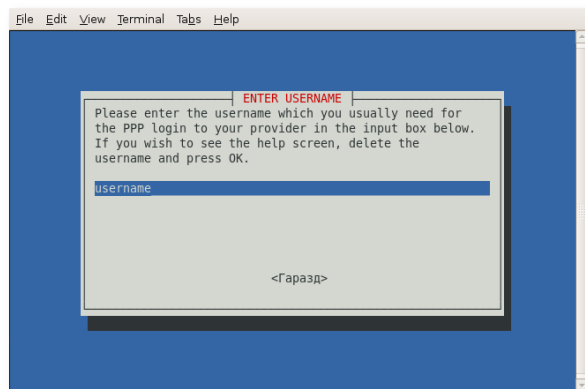 File Edit View Terminal Tabs Help
ENTER USERNAME
Please enter the username which you usually need for
the PPP login to your provider in the input box below.
If you wish to see the help screen, delete the
username and press OK.
username
<Гаразд>